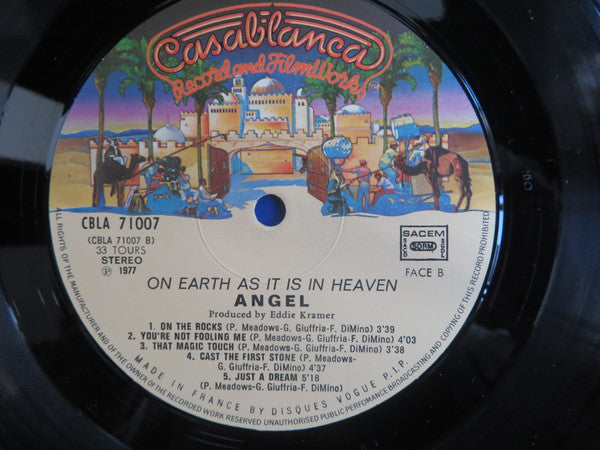 Casablanca
Record and FilmWorks
CBLA 71007
(CBLA 71007 B)
33 TOURS
STEREO
℗ 1977
SACEM
SACD SDRM SGDL
FACE B
ON EARTH AS IT IS IN HEAVEN
ANGEL
Produced by Eddie Kramer
1. ON THE ROCKS (P. Meadows-G. Giuffria-F. DiMino) 3'39
2. YOU'RE NOT FOOLING ME (P. Meadows-G. Giuffria-F. DiMino) 4'03
3. THAT MAGIC TOUCH (P. Meadows-G. Giuffria-F. DiMino) 3'38
4. CAST THE FIRST STONE (P. Meadows-
G. Giuffria-F. DiMino) 4'37
5. JUST A DREAM 5'18
(P. Meadows-G. Giuffria-F. DiMino)
MADE IN FRANCE BY DISQUES VOGUE P.I.P.
ALL RIGHTS OF THE MANUFACTURER AND OF THE OWNER OF THE RECORDED WORK RESERVED UNAUTHORISED PUBLIC PERFOMANCE BROADCASTING AND COPYING OF THIS RECORD PROHIBITED